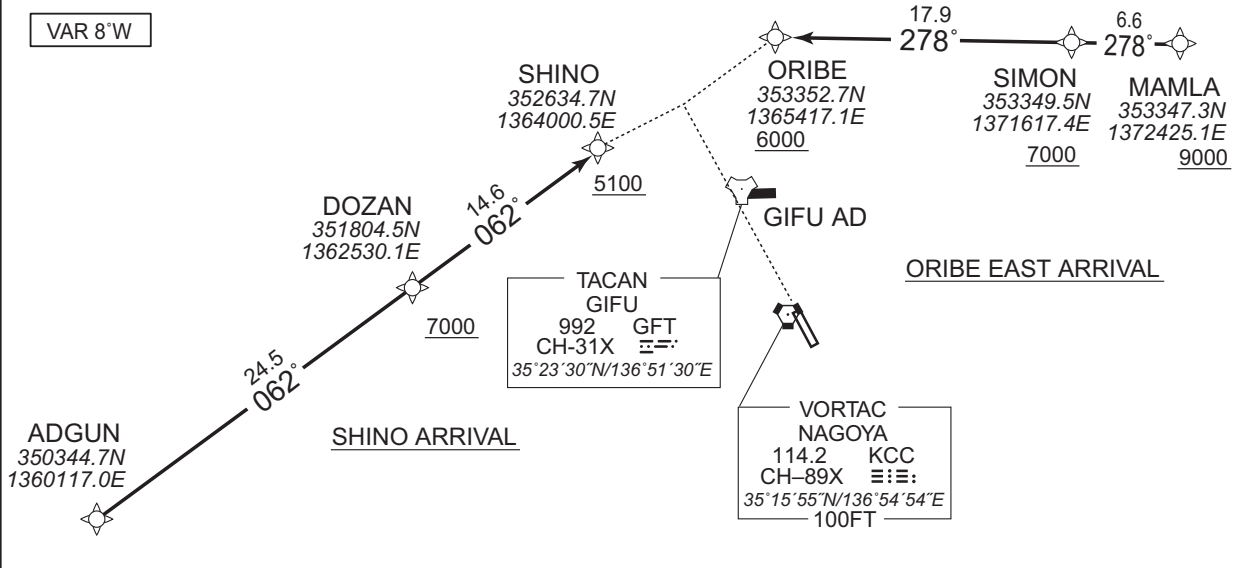 VAR 8°W
17.9
278°
6.6
278°
ORIBE
353352.7N
1365417.1E
6000
SIMON
353349.5N
1371617.4E
7000
MAMLA
353347.3N
1372425.1E
9000
SHINO
352634.7N
1364000.5E
5100
14.6
062°
DOZAN
351804.5N
1362530.1E
7000
GIFU AD
ORIBE EAST ARRIVAL
TACAN
GIFU
992 GFT
CH-31X
35°23′30″N/136°51′30″E
24.5
062°
ADGUN
350344.7N
1360117.0E
SHINO ARRIVAL
VORTAC
NAGOYA
114.2 KCC
CH–89X
35°15′55″N/136°54′54″E
100FT